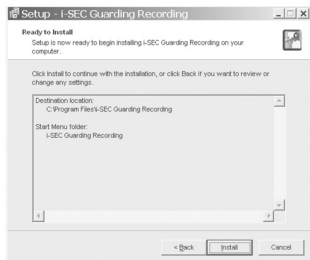 Setup - i-SEC Guarding Recording
Ready to Install
Setup is now ready to begin installing i-SEC Guarding Recording on your
computer.
Click Install to continue with the installation, or click Back if you want to review or
change any settings.
Destination location:
C:\Program Files\i-SEC Guarding Recording
Start Menu folder:
i-SEC Guarding Recording
< Back
Install
Cancel